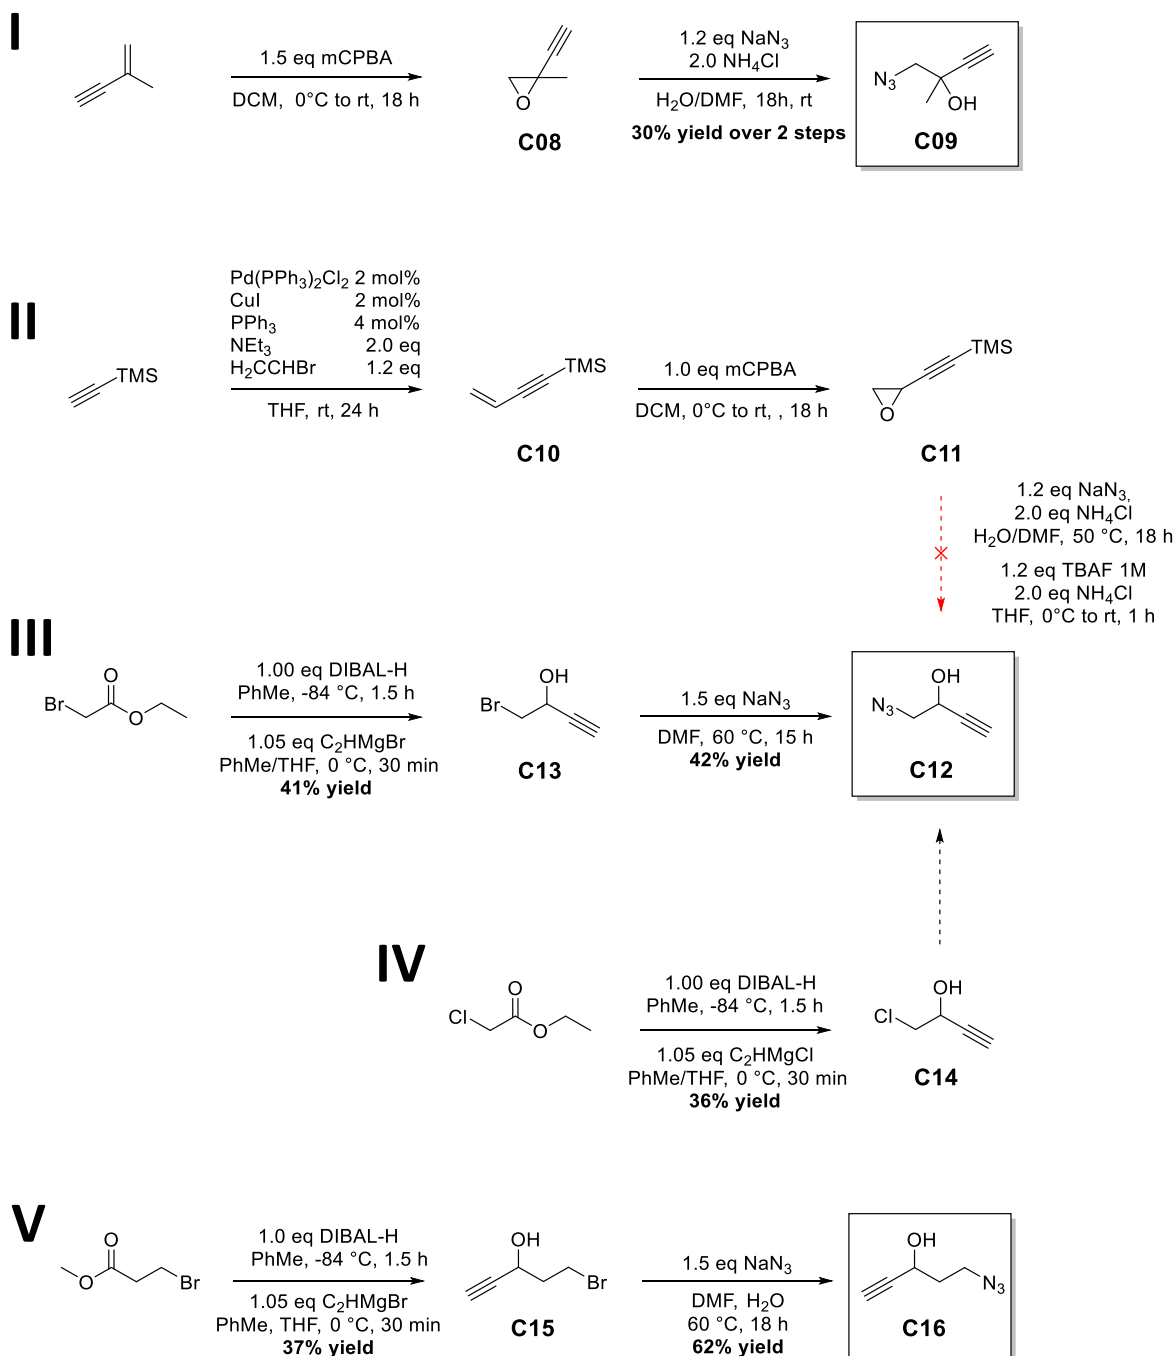 I
1.5 eq mCPBA
DCM, 0°C to rt, 18 h
O
C08
1.2 eq NaN₃
2.0 NH₄Cl
H₂O/DMF, 18h, rt
30% yield over 2 steps
N₃
OH
C09
II
TMS
Pd(PPh₃)₂Cl₂ 2 mol%
CuI 2 mol%
PPh₃ 4 mol%
NEt₃ 2.0 eq
H₂CCHBr 1.2 eq
THF, rt, 24 h
TMS
C10
1.0 eq mCPBA
DCM, 0°C to rt, , 18 h
TMS
O
C11
1.2 eq NaN₃,
2.0 eq NH₄Cl
H₂O/DMF, 50 °C, 18 h
1.2 eq TBAF 1M
2.0 eq NH₄Cl
THF, 0°C to rt, 1 h
III
O
Br
O
1.00 eq DIBAL-H
PhMe, -84 °C, 1.5 h
1.05 eq C₂HMgBr
PhMe/THF, 0 °C, 30 min
41% yield
OH
Br
C13
1.5 eq NaN₃
DMF, 60 °C, 15 h
42% yield
OH
N₃
C12
IV
O
Cl
O
1.00 eq DIBAL-H
PhMe, -84 °C, 1.5 h
1.05 eq C₂HMgCl
PhMe/THF, 0 °C, 30 min
36% yield
OH
Cl
C14
V
O
O
Br
1.0 eq DIBAL-H
PhMe, -84 °C, 1.5 h
1.05 eq C₂HMgBr
PhMe, THF, 0 °C, 30 min
37% yield
OH
Br
C15
1.5 eq NaN₃
DMF, H₂O
60 °C, 18 h
62% yield
OH
N₃
C16